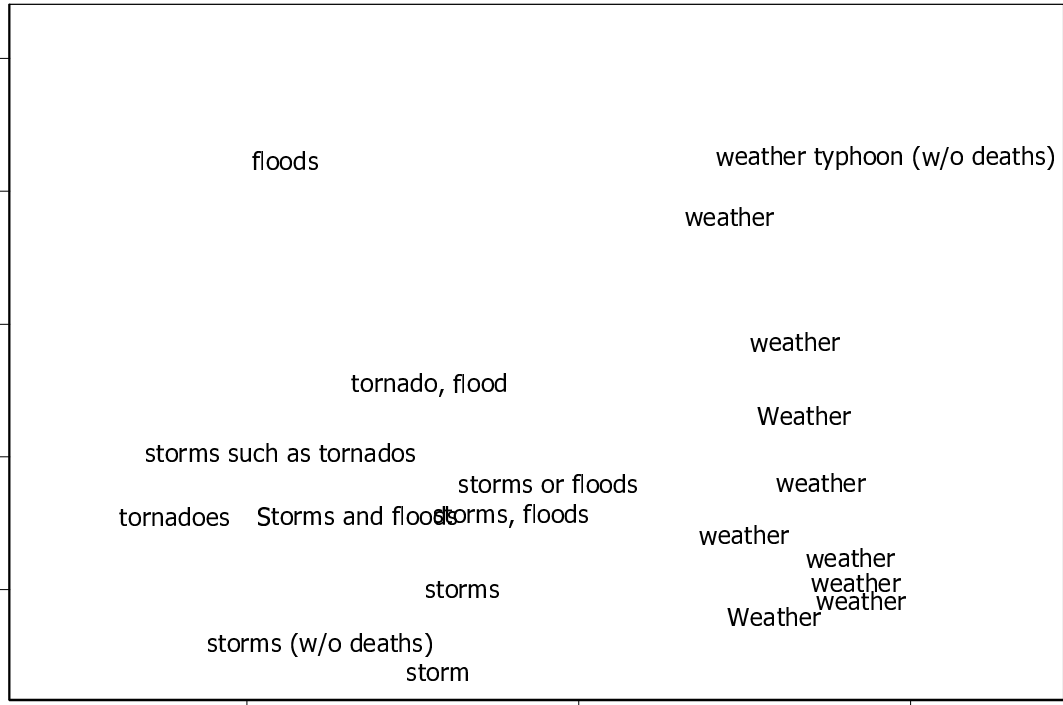 weather typhoon (w/o deaths)
floods
weather
weather
tornado, flood
Weather
storms such as tornados
weather
storms or floods
storms, floods
Storms and floods
tornadoes
weather
weather
weather
storms
weather
Weather
storms (w/o deaths)
storm